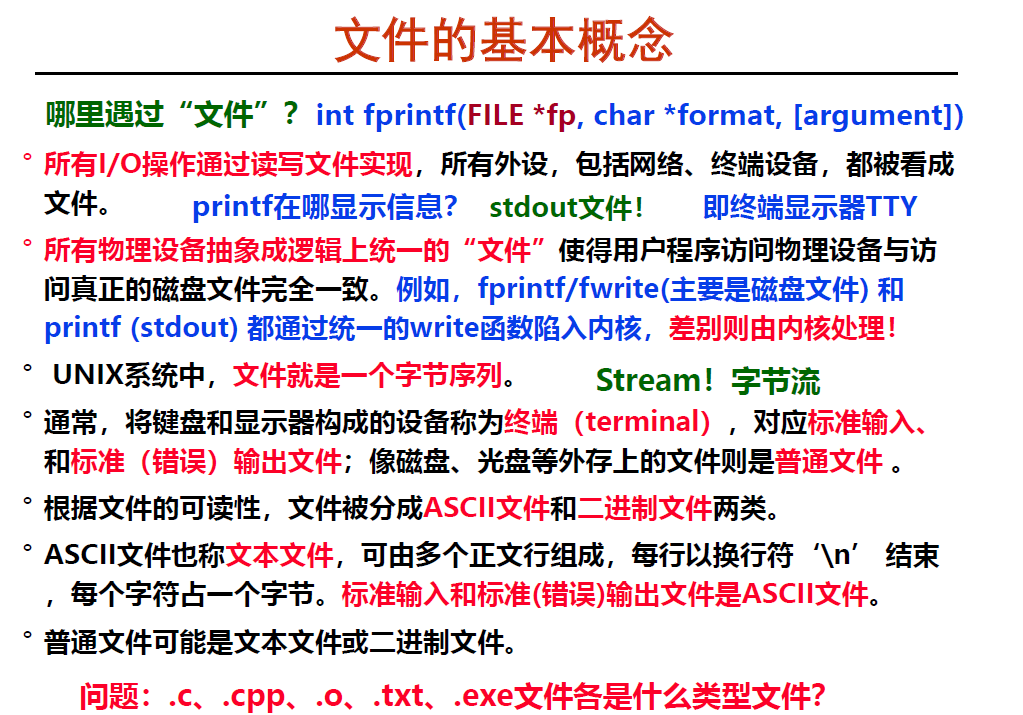 文件的基本概念
哪里遇过“文件”? int fprintf(FILE *fp, char *format, [argument])
° 所有I/O操作通过读写文件实现，所有外设，包括网络、终端设备，都被看成
文件。 printf在哪显示信息? stdout文件! 即终端显示器TTY
° 所有物理设备抽象成逻辑上统一的“文件”使得用户程序访问物理设备与访
问真正的磁盘文件完全一致。例如，fprintf/fwrite(主要是磁盘文件) 和
printf (stdout) 都通过统一的write函数陷入内核，差别则由内核处理!
° UNIX系统中，文件就是一个字节序列。 Stream! 字节流
° 通常，将键盘和显示器构成的设备称为终端（terminal），对应标准输入、
和标准（错误）输出文件；像磁盘、光盘等外存上的文件则是普通文件 。
° 根据文件的可读性，文件被分成ASCII文件和二进制文件两类。
° ASCII文件也称文本文件，可由多个正文行组成，每行以换行符‘\n’ 结束
，每个字符占一个字节。标准输入和标准(错误)输出文件是ASCII文件。
° 普通文件可能是文本文件或二进制文件。
问题：.c、.cpp、.o、.txt、.exe文件各是什么类型文件?